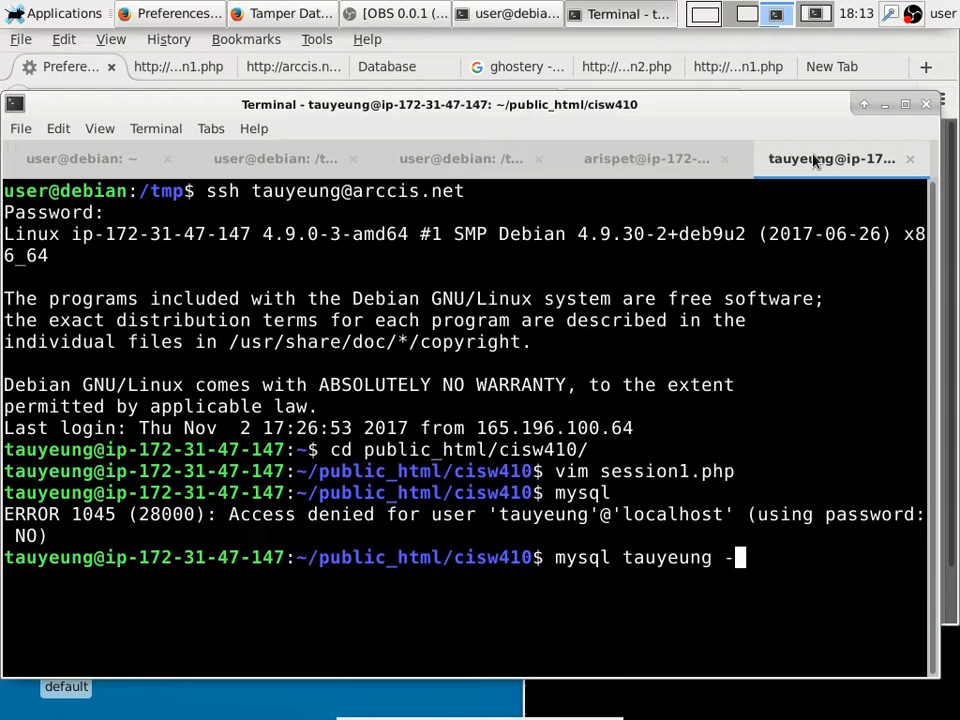 Applications
Preferences...
Tamper Dat...
[OBS 0.0.1 (...
user@debia...
Terminal - t...
18:13
user
File Edit View History Bookmarks Tools Help
Prefere... ×
http://...n1.php
http://arccis.n...
Database
ghostery -...
http://...n2.php
http://...n1.php
New Tab
+
Terminal - tauyeung@ip-172-31-47-147: ~/public_html/cisw410
File Edit View Terminal Tabs Help
user@debian: ~ ×
user@debian: /t... ×
user@debian: /t... ×
arispet@ip-172-... ×
tauyeung@ip-17... ×
user@debian:/tmp$ ssh tauyeung@arccis.net
Password:
Linux ip-172-31-47-147 4.9.0-3-amd64 #1 SMP Debian 4.9.30-2+deb9u2 (2017-06-26) x8
6_64
The programs included with the Debian GNU/Linux system are free software;
the exact distribution terms for each program are described in the
individual files in /usr/share/doc/*/copyright.
Debian GNU/Linux comes with ABSOLUTELY NO WARRANTY, to the extent
permitted by applicable law.
Last login: Thu Nov  2 17:26:53 2017 from 165.196.100.64
tauyeung@ip-172-31-47-147:~$ cd public_html/cisw410/
tauyeung@ip-172-31-47-147:~/public_html/cisw410$ vim session1.php
tauyeung@ip-172-31-47-147:~/public_html/cisw410$ mysql
ERROR 1045 (28000): Access denied for user 'tauyeung'@'localhost' (using password:
NO)
tauyeung@ip-172-31-47-147:~/public_html/cisw410$ mysql tauyeung -
default